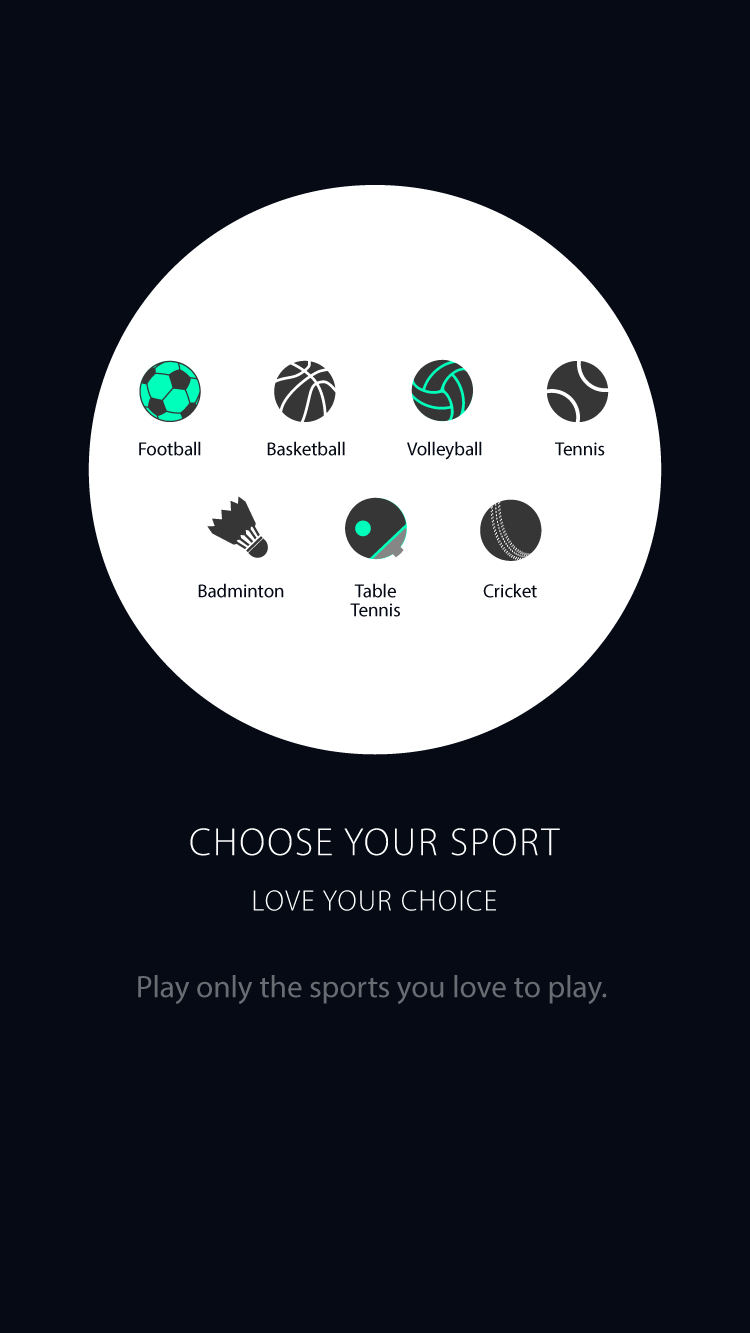 Football
Basketball
Volleyball
Tennis
Badminton
Table
Tennis
Cricket
CHOOSE YOUR SPORT
LOVE YOUR CHOICE
Play only the sports you love to play.